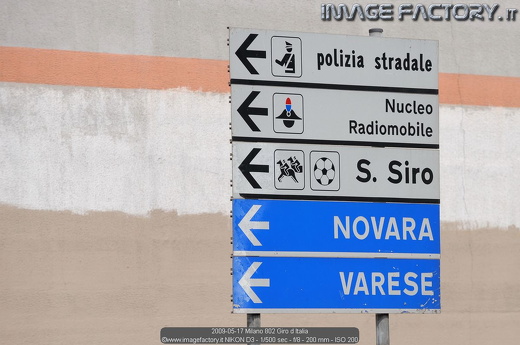 IMAGE FACTORY.IT
polizia stradale
Nucleo
Radiomobile
S. Siro
NOVARA
VARESE
2009-05-17 Milano 802 Giro d Italia
©www.imagefactory.it NIKON D3 - 1/500 sec - f/8 - 200 mm - ISO 200